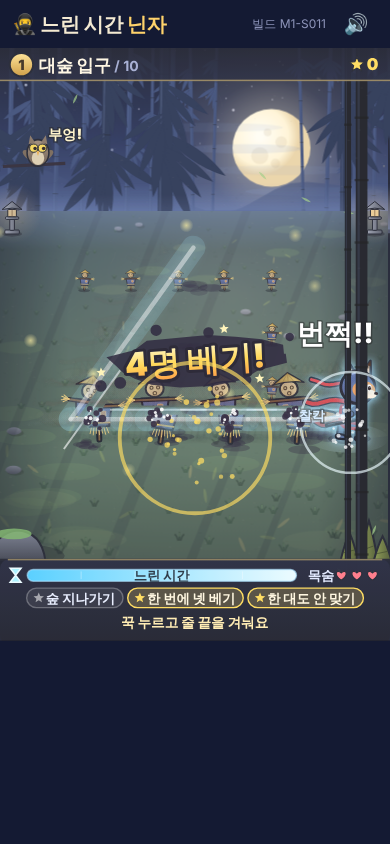 느린 시간 닌자
빌드 M1-S011
1 대숲 입구 / 10
0
부엉!
번쩍!!
4명 베기!
착각
느린 시간
목숨
숲 지나가기
한 번에 넷 베기
한 대도 안 맞기
꾹 누르고 줄 끝을 겨눠요